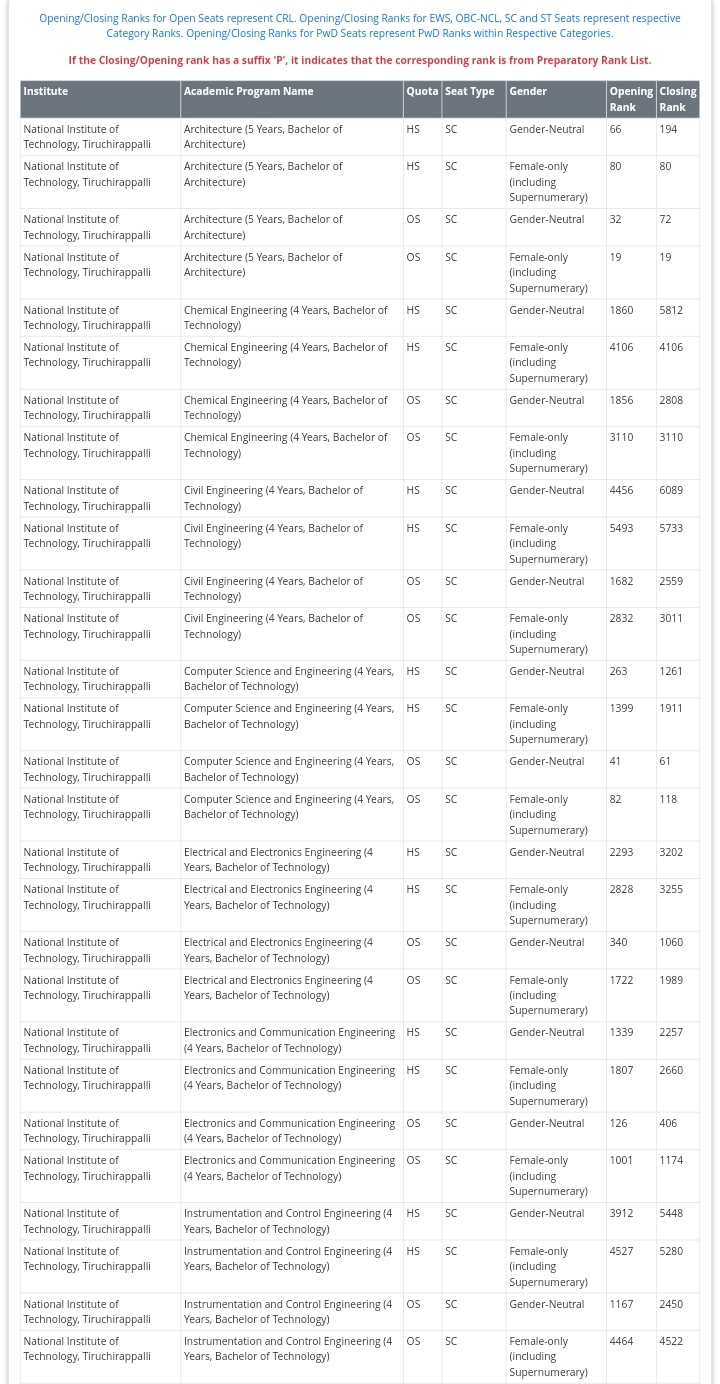 Opening/Closing Ranks for Open Seats represent CRL. Opening/Closing Ranks for EWS, OBC-NCL, SC and ST Seats represent respective
Category Ranks. Opening/Closing Ranks for PwD Seats represent PwD Ranks within Respective Categories.
If the Closing/Opening rank has a suffix 'P', it indicates that the corresponding rank is from Preparatory Rank List.
Institute Academic Program Name Quota Seat Type Gender Opening Closing
Rank Rank
National Institute of Architecture (5 Years, Bachelor of HS SC Gender-Neutral 66 194
Technology, Tiruchirappalli Architecture)
National Institute of Architecture (5 Years, Bachelor of HS SC Female-only 80 80
Technology, Tiruchirappalli Architecture) (including
Supernumerary)
National Institute of Architecture (5 Years, Bachelor of OS SC Gender-Neutral 32 72
Technology, Tiruchirappalli Architecture)
National Institute of Architecture (5 Years, Bachelor of OS SC Female-only 19 19
Technology, Tiruchirappalli Architecture) (including
Supernumerary)
National Institute of Chemical Engineering (4 Years, Bachelor of HS SC Gender-Neutral 1860 5812
Technology, Tiruchirappalli Technology)
National Institute of Chemical Engineering (4 Years, Bachelor of HS SC Female-only 4106 4106
Technology, Tiruchirappalli Technology) (including
Supernumerary)
National Institute of Chemical Engineering (4 Years, Bachelor of OS SC Gender-Neutral 1856 2808
Technology, Tiruchirappalli Technology)
National Institute of Chemical Engineering (4 Years, Bachelor of OS SC Female-only 3110 3110
Technology, Tiruchirappalli Technology) (including
Supernumerary)
National Institute of Civil Engineering (4 Years, Bachelor of HS SC Gender-Neutral 4456 6089
Technology, Tiruchirappalli Technology)
National Institute of Civil Engineering (4 Years, Bachelor of HS SC Female-only 5493 5733
Technology, Tiruchirappalli Technology) (including
Supernumerary)
National Institute of Civil Engineering (4 Years, Bachelor of OS SC Gender-Neutral 1682 2559
Technology, Tiruchirappalli Technology)
National Institute of Civil Engineering (4 Years, Bachelor of OS SC Female-only 2832 3011
Technology, Tiruchirappalli Technology) (including
Supernumerary)
National Institute of Computer Science and Engineering (4 Years, HS SC Gender-Neutral 263 1261
Technology, Tiruchirappalli Bachelor of Technology)
National Institute of Computer Science and Engineering (4 Years, HS SC Female-only 1399 1911
Technology, Tiruchirappalli Bachelor of Technology) (including
Supernumerary)
National Institute of Computer Science and Engineering (4 Years, OS SC Gender-Neutral 41 61
Technology, Tiruchirappalli Bachelor of Technology)
National Institute of Computer Science and Engineering (4 Years, OS SC Female-only 82 118
Technology, Tiruchirappalli Bachelor of Technology) (including
Supernumerary)
National Institute of Electrical and Electronics Engineering (4 HS SC Gender-Neutral 2293 3202
Technology, Tiruchirappalli Years, Bachelor of Technology)
National Institute of Electrical and Electronics Engineering (4 HS SC Female-only 2828 3255
Technology, Tiruchirappalli Years, Bachelor of Technology) (including
Supernumerary)
National Institute of Electrical and Electronics Engineering (4 OS SC Gender-Neutral 340 1060
Technology, Tiruchirappalli Years, Bachelor of Technology)
National Institute of Electrical and Electronics Engineering (4 OS SC Female-only 1722 1989
Technology, Tiruchirappalli Years, Bachelor of Technology) (including
Supernumerary)
National Institute of Electronics and Communication Engineering HS SC Gender-Neutral 1339 2257
Technology, Tiruchirappalli (4 Years, Bachelor of Technology)
National Institute of Electronics and Communication Engineering HS SC Female-only 1807 2660
Technology, Tiruchirappalli (4 Years, Bachelor of Technology) (including
Supernumerary)
National Institute of Electronics and Communication Engineering OS SC Gender-Neutral 126 406
Technology, Tiruchirappalli (4 Years, Bachelor of Technology)
National Institute of Electronics and Communication Engineering OS SC Female-only 1001 1174
Technology, Tiruchirappalli (4 Years, Bachelor of Technology) (including
Supernumerary)
National Institute of Instrumentation and Control Engineering (4 HS SC Gender-Neutral 3912 5448
Technology, Tiruchirappalli Years, Bachelor of Technology)
National Institute of Instrumentation and Control Engineering (4 HS SC Female-only 4527 5280
Technology, Tiruchirappalli Years, Bachelor of Technology) (including
Supernumerary)
National Institute of Instrumentation and Control Engineering (4 OS SC Gender-Neutral 1167 2450
Technology, Tiruchirappalli Years, Bachelor of Technology)
National Institute of Instrumentation and Control Engineering (4 OS SC Female-only 4464 4522
Technology, Tiruchirappalli Years, Bachelor of Technology) (including
Supernumerary)